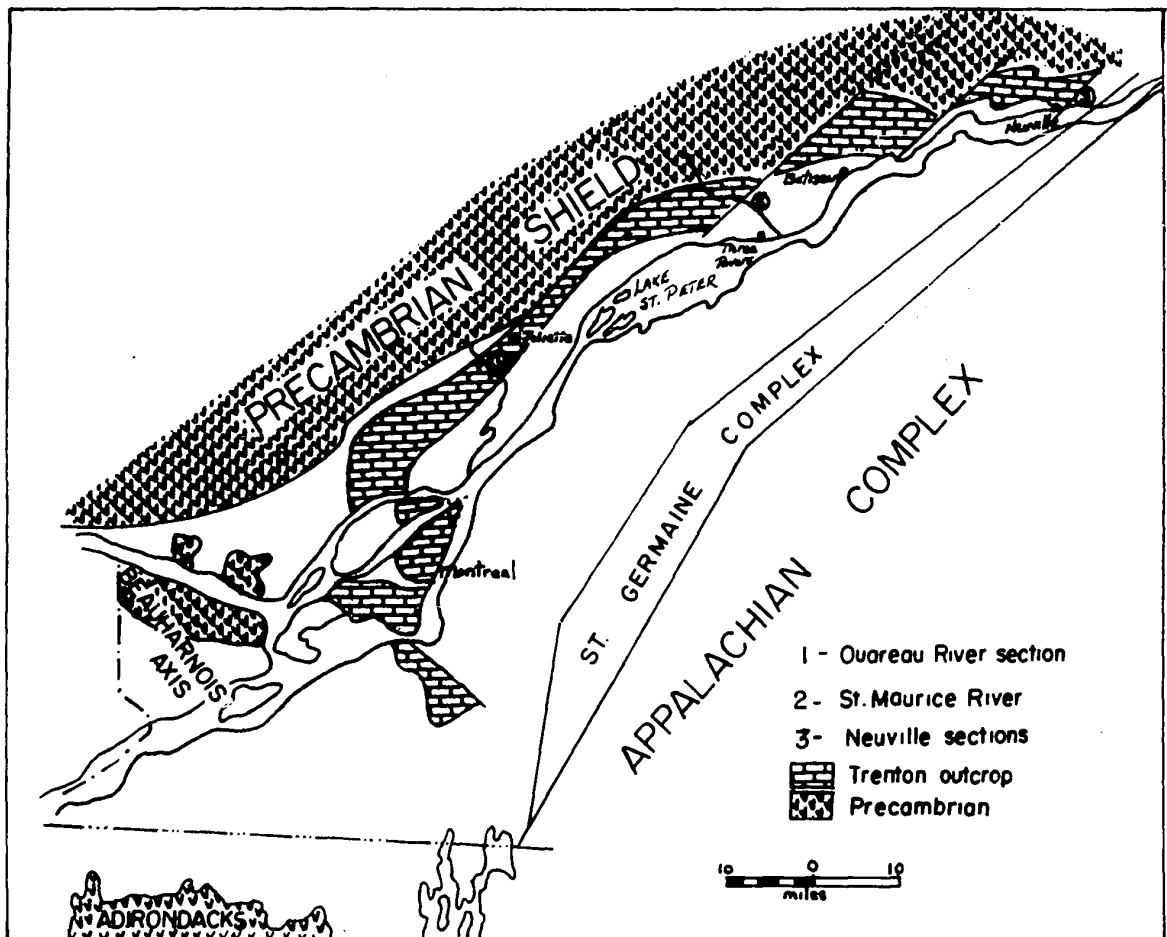 PRECAMBRIAN SHIELD
Neuville
Batiscan
Three
Rivers
LAKE
ST. PETER
Joliette
Montreal
BEAUHARNOIS
AXIS
ST. GERMAINE COMPLEX
APPALACHIAN COMPLEX
1 - Ouareau River section
2- St. Maurice River
3- Neuville sections
Trenton outcrop
Precambrian
10 0 10
miles
ADIRONDACKS